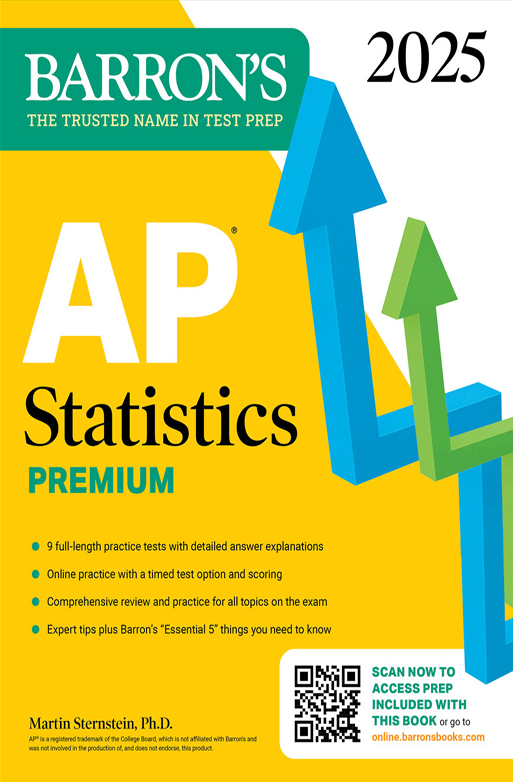 BARRON'S
THE TRUSTED NAME IN TEST PREP
2025
AP®
Statistics
PREMIUM
9 full-length practice tests with detailed answer explanations
Online practice with a timed test option and scoring
Comprehensive review and practice for all topics on the exam
Expert tips plus Barron's “Essential 5” things you need to know
SCAN NOW TO
ACCESS PREP
INCLUDED WITH
THIS BOOK or go to
online.barronsbooks.com
Martin Sternstein, Ph.D.
AP® is a registered trademark of the College Board, which is not affiliated with Barron's and
was not involved in the production of, and does not endorse, this product.